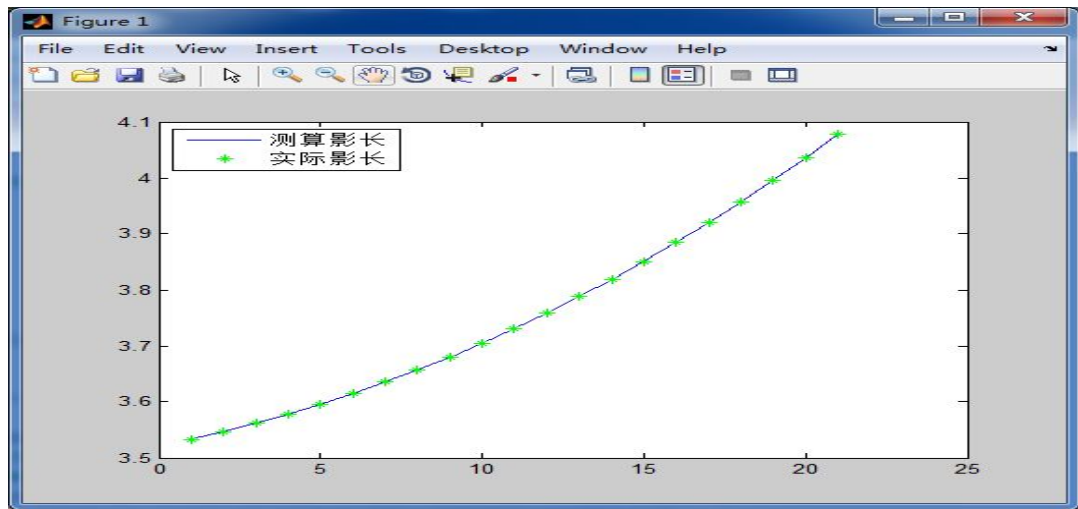 Figure 1
File Edit View Insert Tools Desktop Window Help
4.1
测算影长
实际影长
4
3.9
3.8
3.7
3.6
3.5
0 5 10 15 20 25